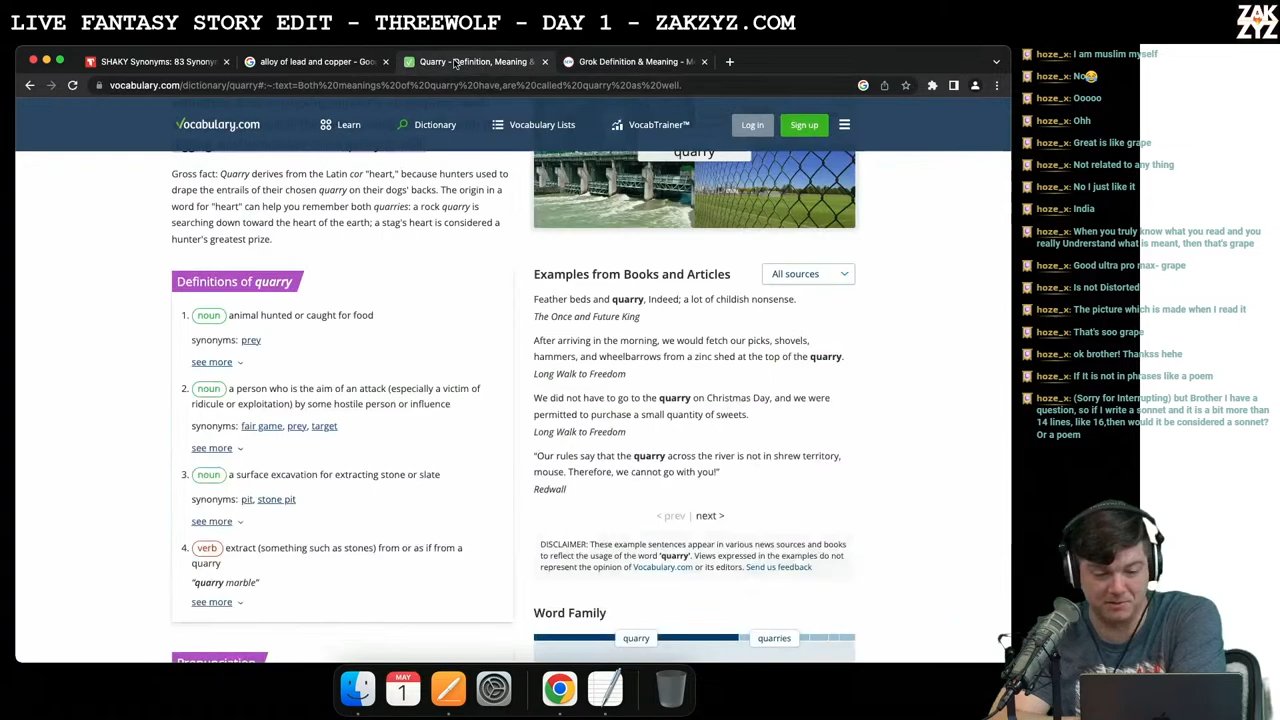 LIVE FANTASY STORY EDIT - THREEWOLF - DAY 1 - ZAKZYZ.COM
ZAK
ZYZ
SHAKY Synonyms: 83 Synonym
alloy of lead and copper - Goo
Quarry - Definition, Meaning &
Grok Definition & Meaning - M
vocabulary.com/dictionary/quarry#:~:text=Both%20meanings%20of%20quarry%20have,are%20called%20quarry%20as%20well.
Vocabulary.com
Learn
Dictionary
Vocabulary Lists
VocabTrainer™
Log in
Sign up
quarry
Gross fact: Quarry derives from the Latin cor "heart," because hunters used to
drape the entrails of their chosen quarry on their dogs' backs. The origin in a
word for "heart" can help you remember both quarries: a rock quarry is
searching down toward the heart of the earth; a stag's heart is considered a
hunter's greatest prize.
Definitions of quarry
1. noun animal hunted or caught for food
synonyms: prey
see more
2. noun a person who is the aim of an attack (especially a victim of
ridicule or exploitation) by some hostile person or influence
synonyms: fair game, prey, target
see more
3. noun a surface excavation for extracting stone or slate
synonyms: pit, stone pit
see more
4. verb extract (something such as stones) from or as if from a
quarry
"quarry marble"
see more
Examples from Books and Articles
All sources
Feather beds and quarry, Indeed; a lot of childish nonsense.
The Once and Future King
After arriving in the morning, we would fetch our picks, shovels,
hammers, and wheelbarrows from a zinc shed at the top of the quarry.
Long Walk to Freedom
We did not have to go to the quarry on Christmas Day, and we were
permitted to purchase a small quantity of sweets.
Long Walk to Freedom
"Our rules say that the quarry across the river is not in shrew territory,
mouse. Therefore, we cannot go with you!"
Redwall
< prev | next >
DISCLAIMER: These example sentences appear in various news sources and books
to reflect the usage of the word 'quarry'. Views expressed in the examples do not
represent the opinion of Vocabulary.com or its editors. Send us feedback
Word Family
quarry
quarries
MAY
1
hoze_x: I am muslim myself
hoze_x: No😂
hoze_x: Ooooo
hoze_x: Ohh
hoze_x: Great is like grape
hoze_x: Not related to any thing
hoze_x: No I just like it
hoze_x: India
hoze_x: When you truly know what you read and you
really Undrerstand what is meant, then that's grape
hoze_x: Good ultra pro max- grape
hoze_x: Is not Distorted
hoze_x: The picture which is made when I read it
hoze_x: That's soo grape
hoze_x: ok brother! Thankss hehe
hoze_x: If It is not in phrases like a poem
hoze_x: (Sorry for Interrupting) but Brother I have a
question, so if I write a sonnet and it is a bit more than
14 lines, like 16,then would it be considered a sonnet?
Or a poem